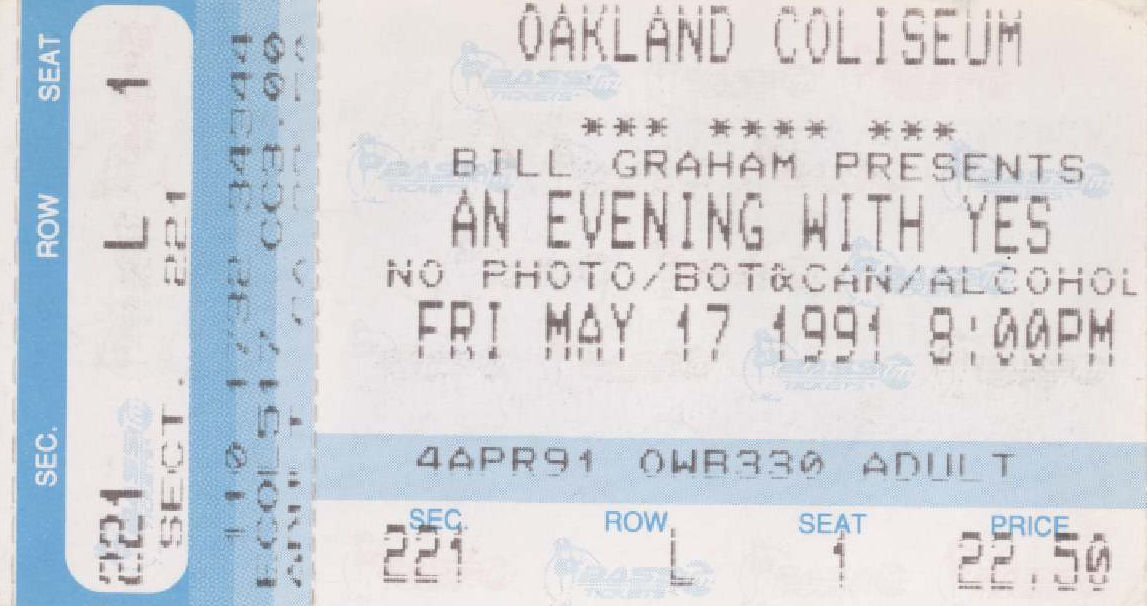 OAKLAND COLISEUM
*** **** ***
BILL GRAHAM PRESENTS
AN EVENING WITH YES
NO PHOTO/BOT&CAN/ALCOHOL
FRI MAY 17 1991 8:00PM
4APR91 OWB330 ADULT
SEC. ROW SEAT PRICE
221 L 1 22.50
SEC. ROW SEAT
221 L 1
SECT. 221
BASS
TICKETS